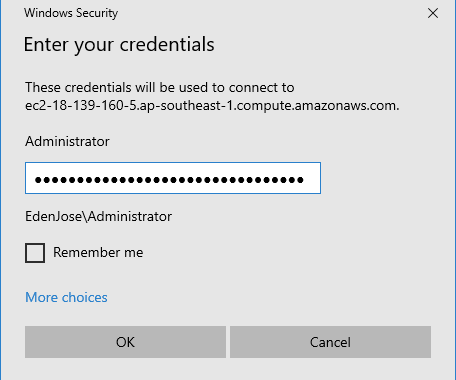 Windows Security
Enter your credentials
These credentials will be used to connect to
ec2-18-139-160-5.ap-southeast-1.compute.amazonaws.com.
Administrator
●●●●●●●●●●●●●●●●●●●●●●●●●●●●●●●●
EdenJose\Administrator
Remember me
More choices
OK
Cancel